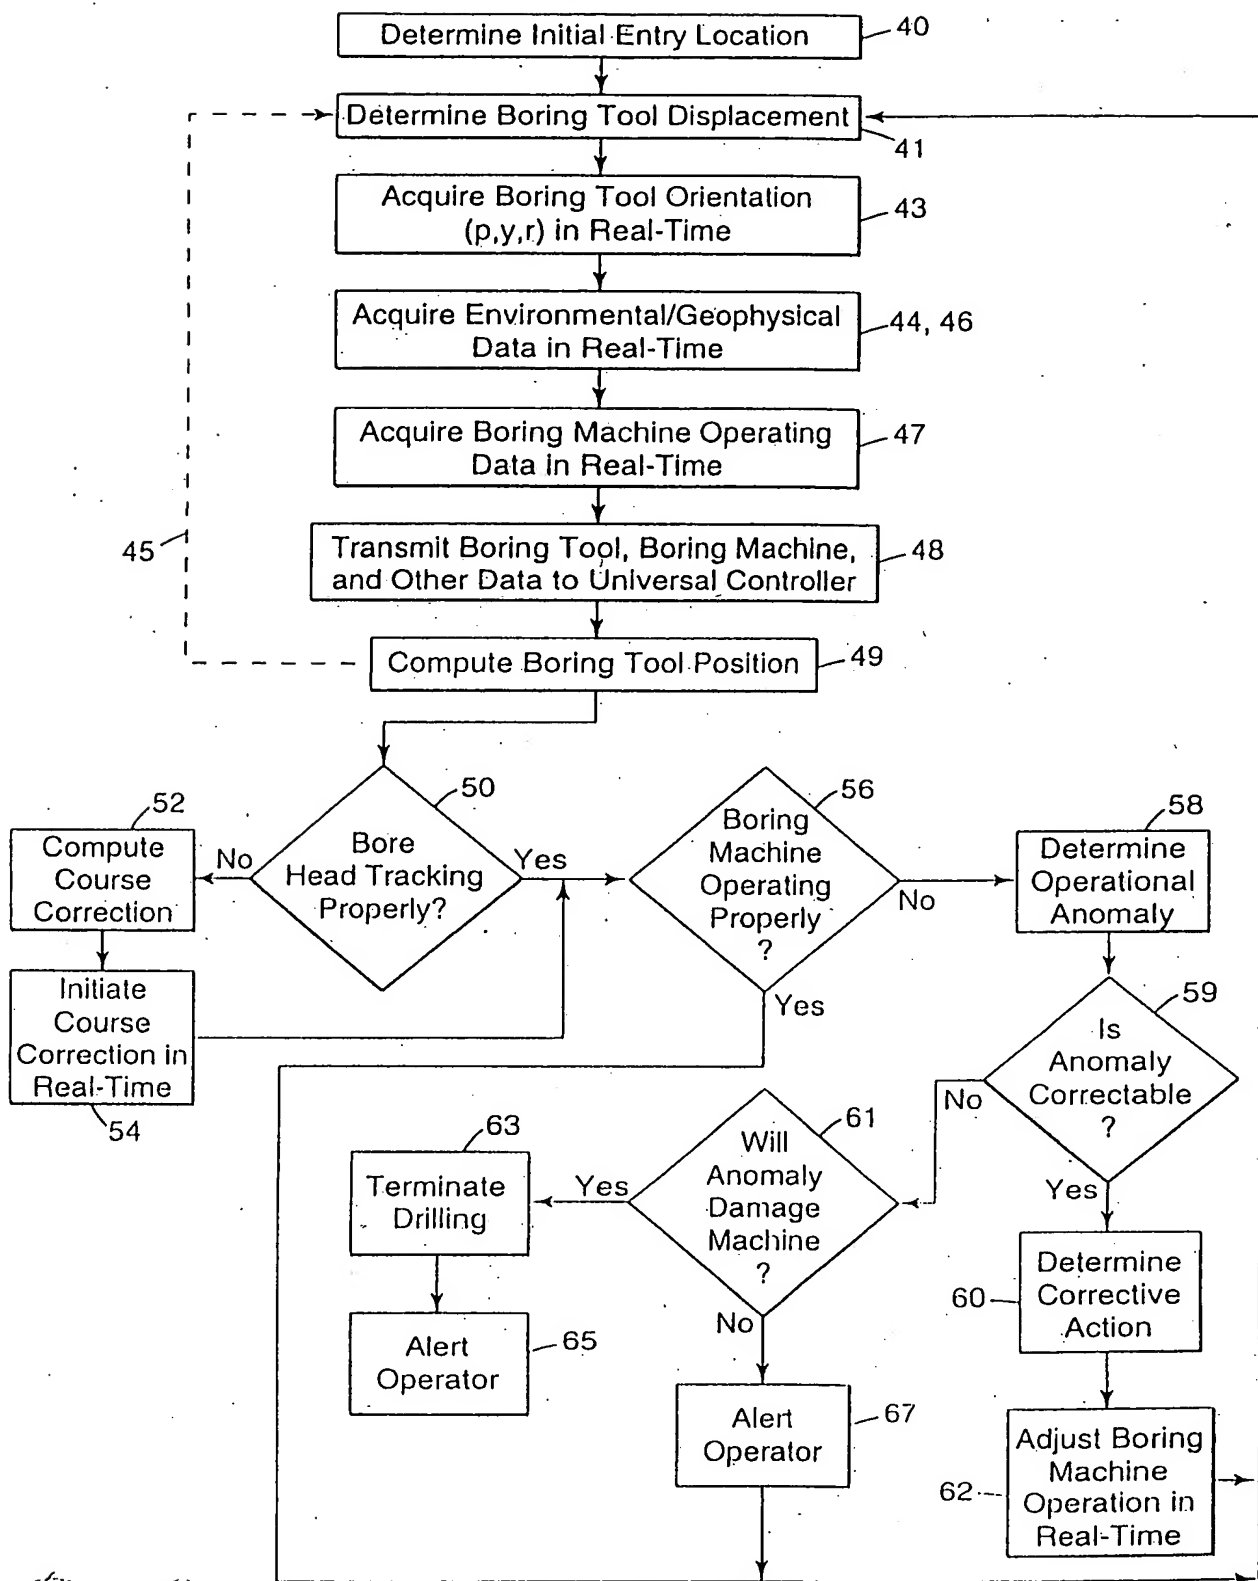 Determine Initial Entry Location
40
Determine Boring Tool Displacement
41
Acquire Boring Tool Orientation
(p,y,r) in Real-Time
43
Acquire Environmental/Geophysical
Data in Real-Time
44, 46
Acquire Boring Machine Operating
Data in Real-Time
47
45
Transmit Boring Tool, Boring Machine,
and Other Data to Universal Controller
48
Compute Boring Tool Position
49
50
Bore
Head Tracking
Properly?
No
Yes
52
Compute
Course
Correction
Initiate
Course
Correction in
Real-Time
54
56
Boring
Machine
Operating
Properly
?
No
Yes
58
Determine
Operational
Anomaly
59
Is
Anomaly
Correctable
?
No
Yes
61
Will
Anomaly
Damage
Machine
?
Yes
No
63
Terminate
Drilling
Alert
Operator
65
Alert
Operator
67
60
Determine
Corrective
Action
62
Adjust Boring
Machine
Operation in
Real-Time